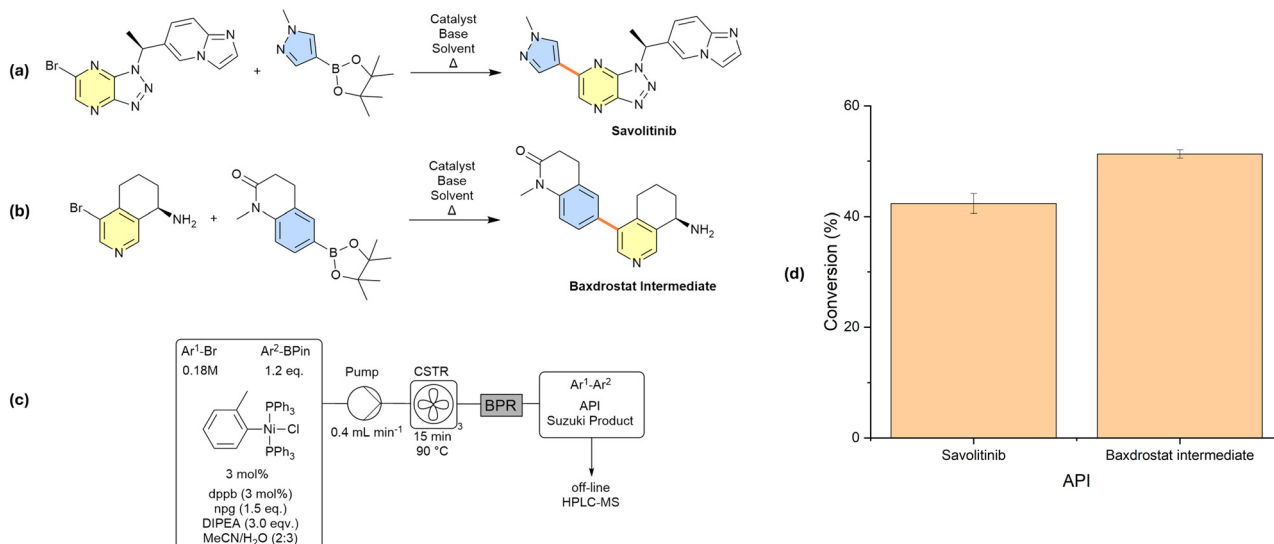 (a)
Br
N
N
N
N
N
N
N
+
N
N
B
O
O
Catalyst
Base
Solvent
Δ
N
N
N
N
N
N
N
N
N
Savolitinib
(b)
Br
N
NH2
+
O
N
B
O
O
Catalyst
Base
Solvent
Δ
O
N
N
NH2
Baxdrostat Intermediate
(c)
Ar1-Br Ar2-BPin
0.18M 1.2 eq.
PPh3
Ni Cl
PPh3
3 mol%
dppb (3 mol%)
npg (1.5 eq.)
DIPEA (3.0 eqv.)
MeCN/H2O (2:3)
Pump
0.4 mL min-1
CSTR
3
15 min
90 °C
BPR
Ar1-Ar2
API
Suzuki Product
off-line
HPLC-MS
(d)
Conversion (%)
60
40
20
0
Savolitinib Baxdrostat intermediate
API